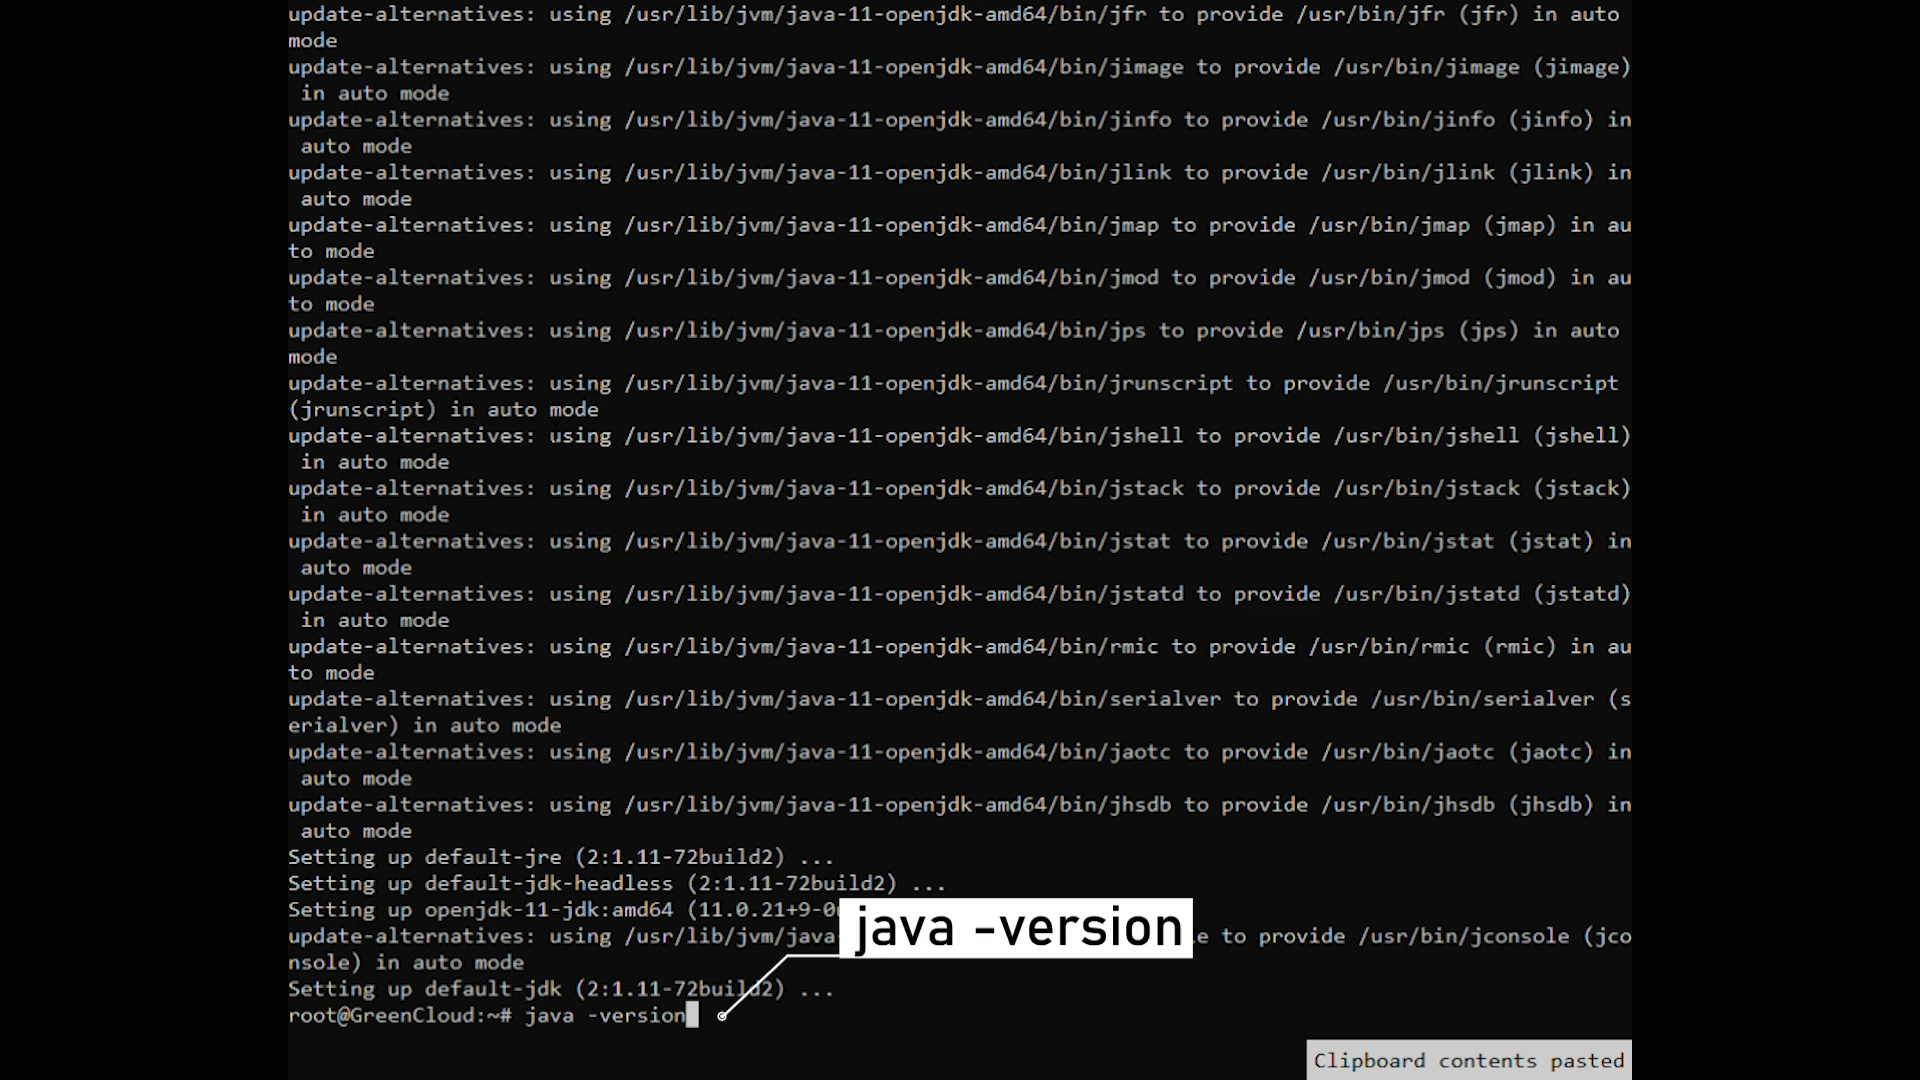 update-alternatives: using /usr/lib/jvm/java-11-openjdk-amd64/bin/jfr to provide /usr/bin/jfr (jfr) in auto
mode
update-alternatives: using /usr/lib/jvm/java-11-openjdk-amd64/bin/jimage to provide /usr/bin/jimage (jimage)
in auto mode
update-alternatives: using /usr/lib/jvm/java-11-openjdk-amd64/bin/jinfo to provide /usr/bin/jinfo (jinfo) in
auto mode
update-alternatives: using /usr/lib/jvm/java-11-openjdk-amd64/bin/jlink to provide /usr/bin/jlink (jlink) in
auto mode
update-alternatives: using /usr/lib/jvm/java-11-openjdk-amd64/bin/jmap to provide /usr/bin/jmap (jmap) in au
to mode
update-alternatives: using /usr/lib/jvm/java-11-openjdk-amd64/bin/jmod to provide /usr/bin/jmod (jmod) in au
to mode
update-alternatives: using /usr/lib/jvm/java-11-openjdk-amd64/bin/jps to provide /usr/bin/jps (jps) in auto
mode
update-alternatives: using /usr/lib/jvm/java-11-openjdk-amd64/bin/jrunscript to provide /usr/bin/jrunscript
(jrunscript) in auto mode
update-alternatives: using /usr/lib/jvm/java-11-openjdk-amd64/bin/jshell to provide /usr/bin/jshell (jshell)
in auto mode
update-alternatives: using /usr/lib/jvm/java-11-openjdk-amd64/bin/jstack to provide /usr/bin/jstack (jstack)
in auto mode
update-alternatives: using /usr/lib/jvm/java-11-openjdk-amd64/bin/jstat to provide /usr/bin/jstat (jstat) in
auto mode
update-alternatives: using /usr/lib/jvm/java-11-openjdk-amd64/bin/jstatd to provide /usr/bin/jstatd (jstatd)
in auto mode
update-alternatives: using /usr/lib/jvm/java-11-openjdk-amd64/bin/rmic to provide /usr/bin/rmic (rmic) in au
to mode
update-alternatives: using /usr/lib/jvm/java-11-openjdk-amd64/bin/serialver to provide /usr/bin/serialver (s
erialver) in auto mode
update-alternatives: using /usr/lib/jvm/java-11-openjdk-amd64/bin/jaotc to provide /usr/bin/jaotc (jaotc) in
auto mode
update-alternatives: using /usr/lib/jvm/java-11-openjdk-amd64/bin/jhsdb to provide /usr/bin/jhsdb (jhsdb) in
auto mode
Setting up default-jre (2:1.11-72build2) ...
Setting up default-jdk-headless (2:1.11-72build2) ...
Setting up openjdk-11-jdk:amd64 (11.0.21+9-0
java -version
update-alternatives: using /usr/lib/jvm/java- e to provide /usr/bin/jconsole (jco
nsole) in auto mode
Setting up default-jdk (2:1.11-72build2) ...
root@GreenCloud:~# java -version
Clipboard contents pasted